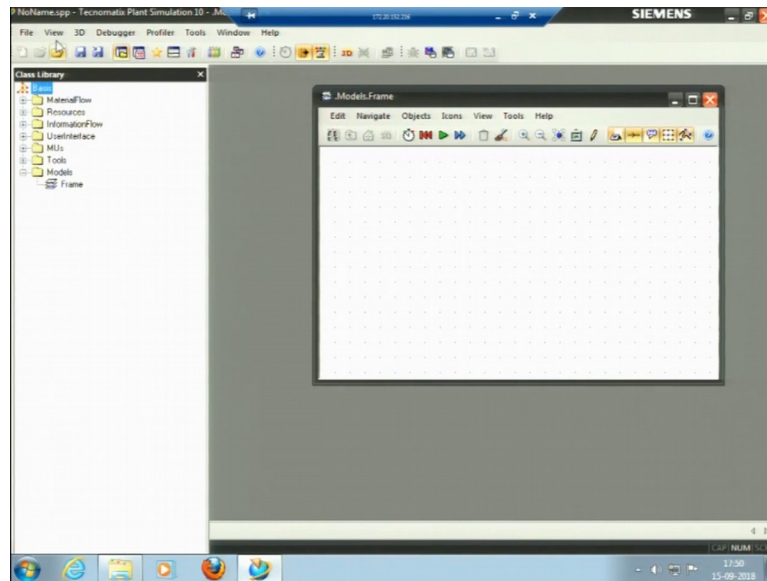 NoName.spp - Tecnomatix Plant Simulation 10 -
SIEMENS
File View 3D Debugger Profiler Tools Window Help
Class Library
Basis
MaterialFlow
Resources
InformationFlow
UserInterface
MUs
Tools
Models
Frame
.Models.Frame
Edit Navigate Objects Icons View Tools Help
CAP NUM
17:50
15-09-2018